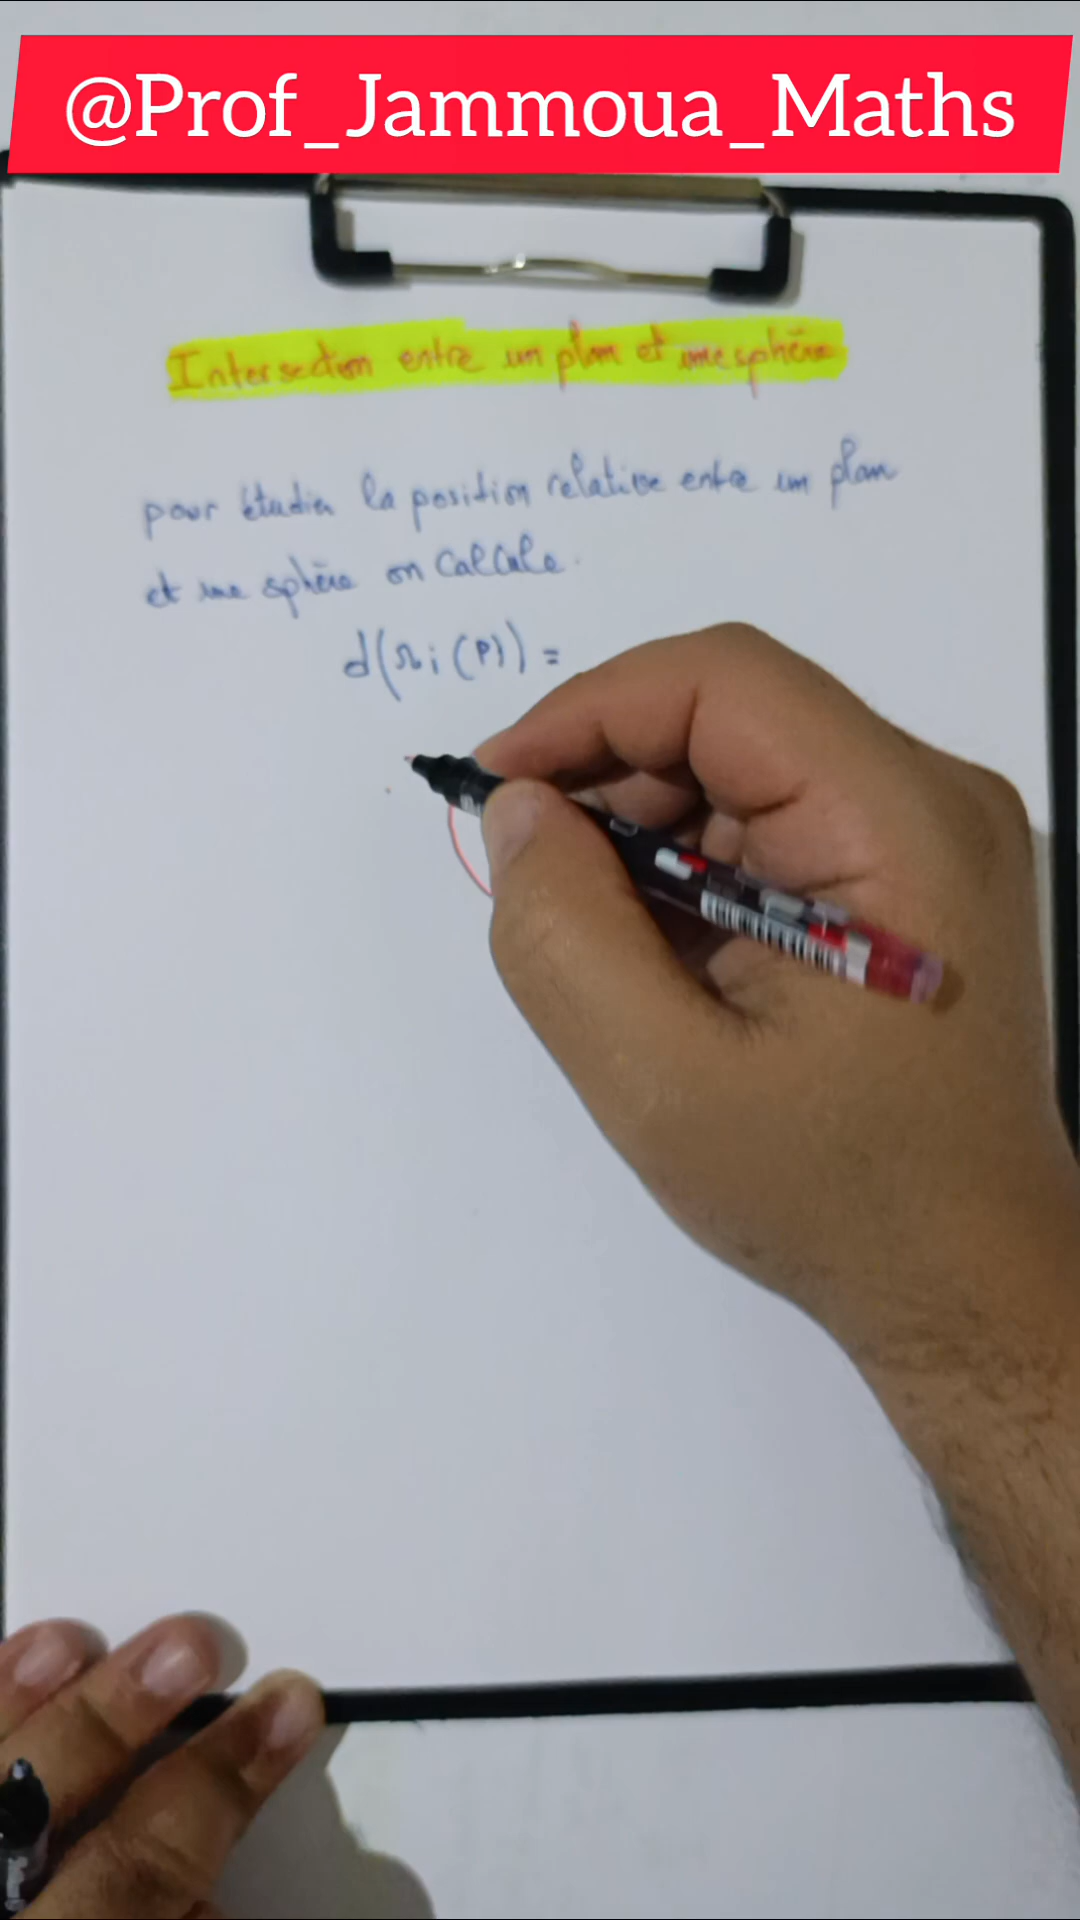 @Prof_Jammoua_Maths
Intersection entre un plan et une sphère
pour étudier la position relative entre un plan
et une sphère on calcule.
d(Ω; (P)) =